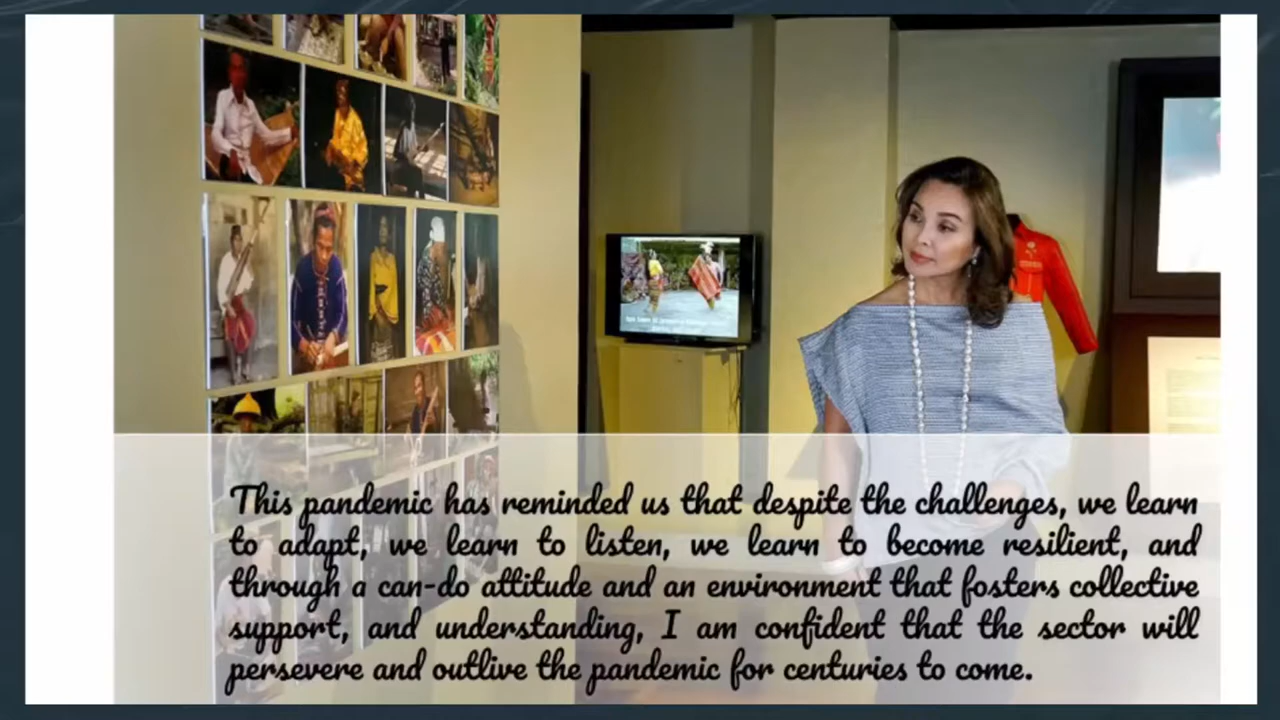 This pandemic has reminded us that despite the challenges, we learn
to adapt, we learn to listen, we learn to become resilient, and
through a can-do attitude and an environment that fosters collective
support, and understanding, I am confident that the sector will
persevere and outlive the pandemic for centuries to come.